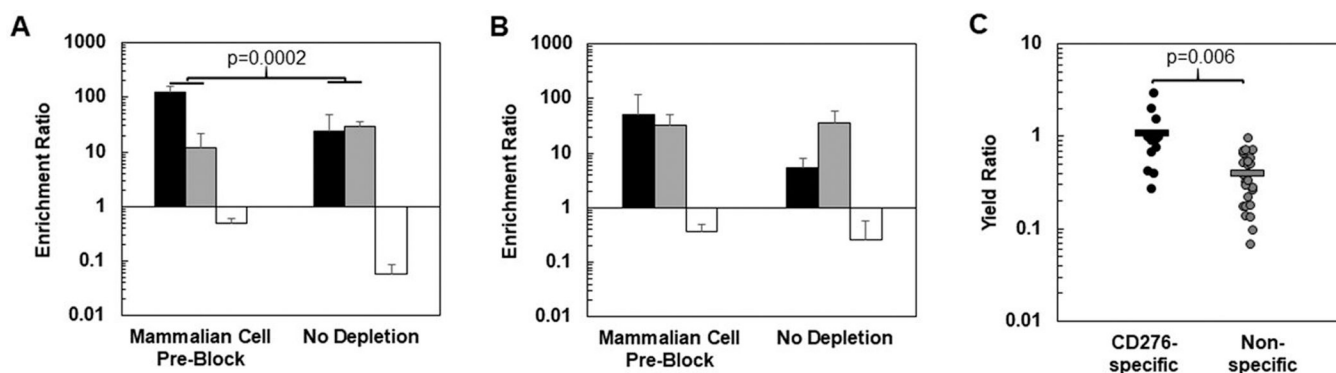 A
Enrichment Ratio
1000
100
10
1
0.1
0.01
p=0.0002
Mammalian Cell
Pre-Block
No Depletion
B
Enrichment Ratio
1000
100
10
1
0.1
0.01
Mammalian Cell
Pre-Block
No Depletion
C
Yield Ratio
10
1
0.1
0.01
p=0.006
CD276-
specific
Non-
specific